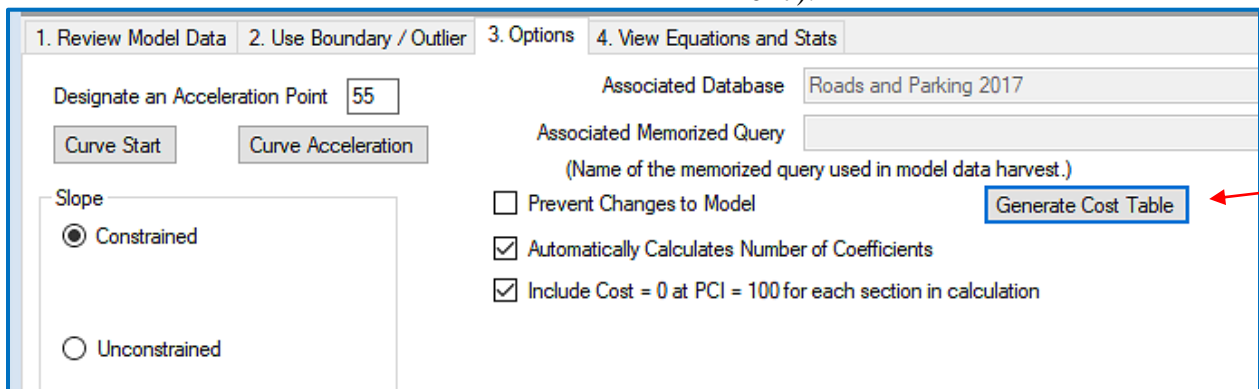 1. Review Model Data 2. Use Boundary / Outlier 3. Options 4. View Equations and Stats
Designate an Acceleration Point 55
Curve Start Curve Acceleration
Slope
Constrained
Unconstrained
Associated Database Roads and Parking 2017
Associated Memorized Query
(Name of the memorized query used in model data harvest.)
Prevent Changes to Model Generate Cost Table
Automatically Calculates Number of Coefficients
Include Cost = 0 at PCI = 100 for each section in calculation